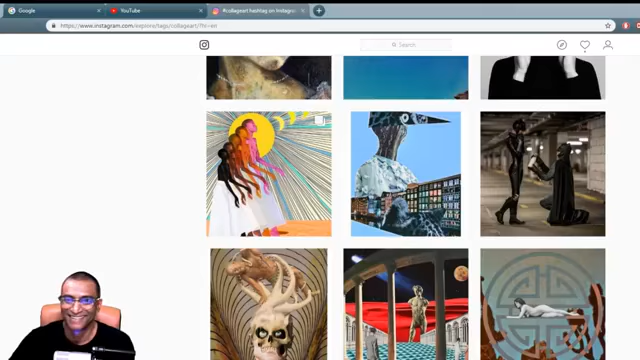 Google
YouTube
#collageart hashtag on Instagram
https://www.instagram.com/explore/tags/collageart/?hl=en
Search